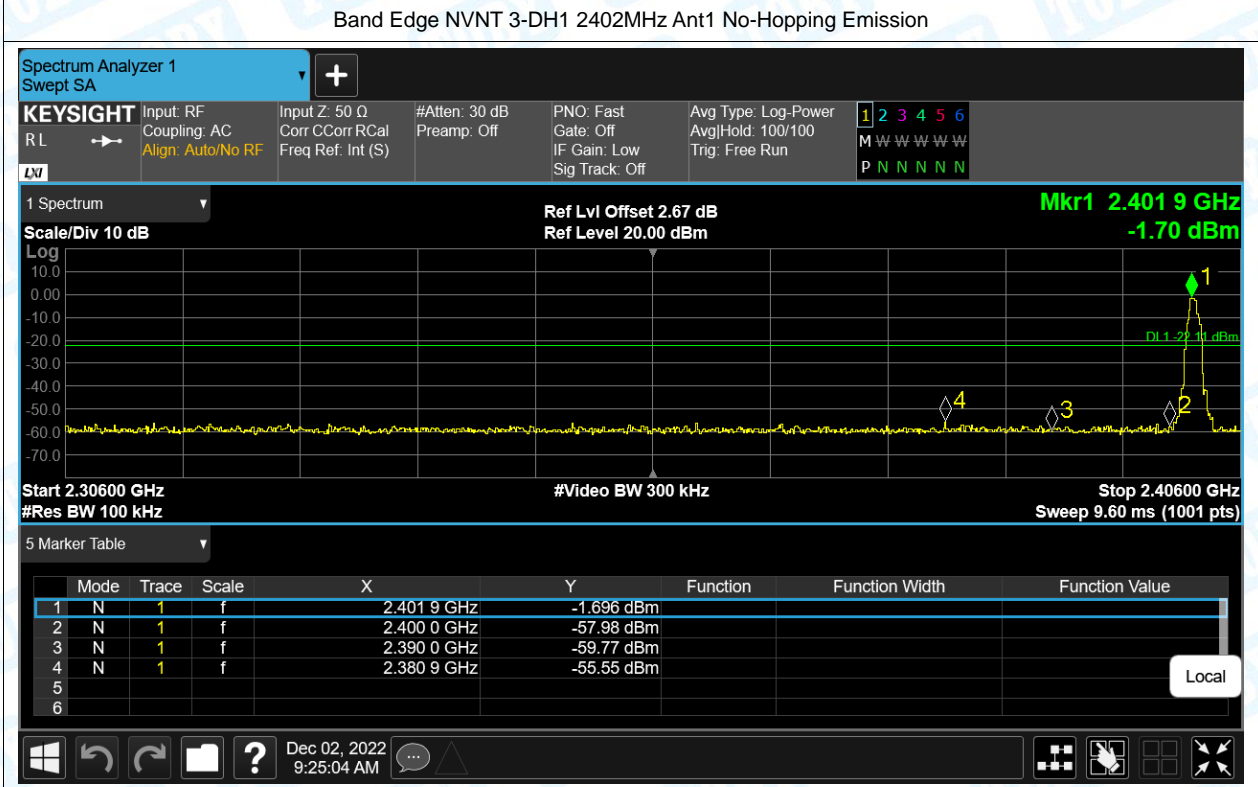 Band Edge NVNT 3-DH1 2402MHz Ant1 No-Hopping Emission
Spectrum Analyzer 1
Swept SA
KEYSIGHT
R L
LXI
Input: RF
Coupling: AC
Align: Auto/No RF
Input Z: 50 Ω
Corr CCorr RCal
Freq Ref: Int (S)
#Atten: 30 dB
Preamp: Off
PNO: Fast
Gate: Off
IF Gain: Low
Sig Track: Off
Avg Type: Log-Power
Avg|Hold: 100/100
Trig: Free Run
1 2 3 4 5 6
M W W W W W
P N N N N N
1 Spectrum
Scale/Div 10 dB
Ref Lvl Offset 2.67 dB
Ref Level 20.00 dBm
Mkr1 2.401 9 GHz
-1.70 dBm
Log
10.0
0.00
-10.0
-20.0
-30.0
-40.0
-50.0
-60.0
-70.0
1
DL1 -22.11 dBm
4
3
2
Start 2.30600 GHz
#Video BW 300 kHz
Stop 2.40600 GHz
#Res BW 100 kHz
Sweep 9.60 ms (1001 pts)
5 Marker Table
Mode Trace Scale X Y Function Function Width Function Value
1 N 1 f 2.401 9 GHz -1.696 dBm
2 N 1 f 2.400 0 GHz -57.98 dBm
3 N 1 f 2.390 0 GHz -59.77 dBm
4 N 1 f 2.380 9 GHz -55.55 dBm
5
6
Local
?
Dec 02, 2022
9:25:04 AM